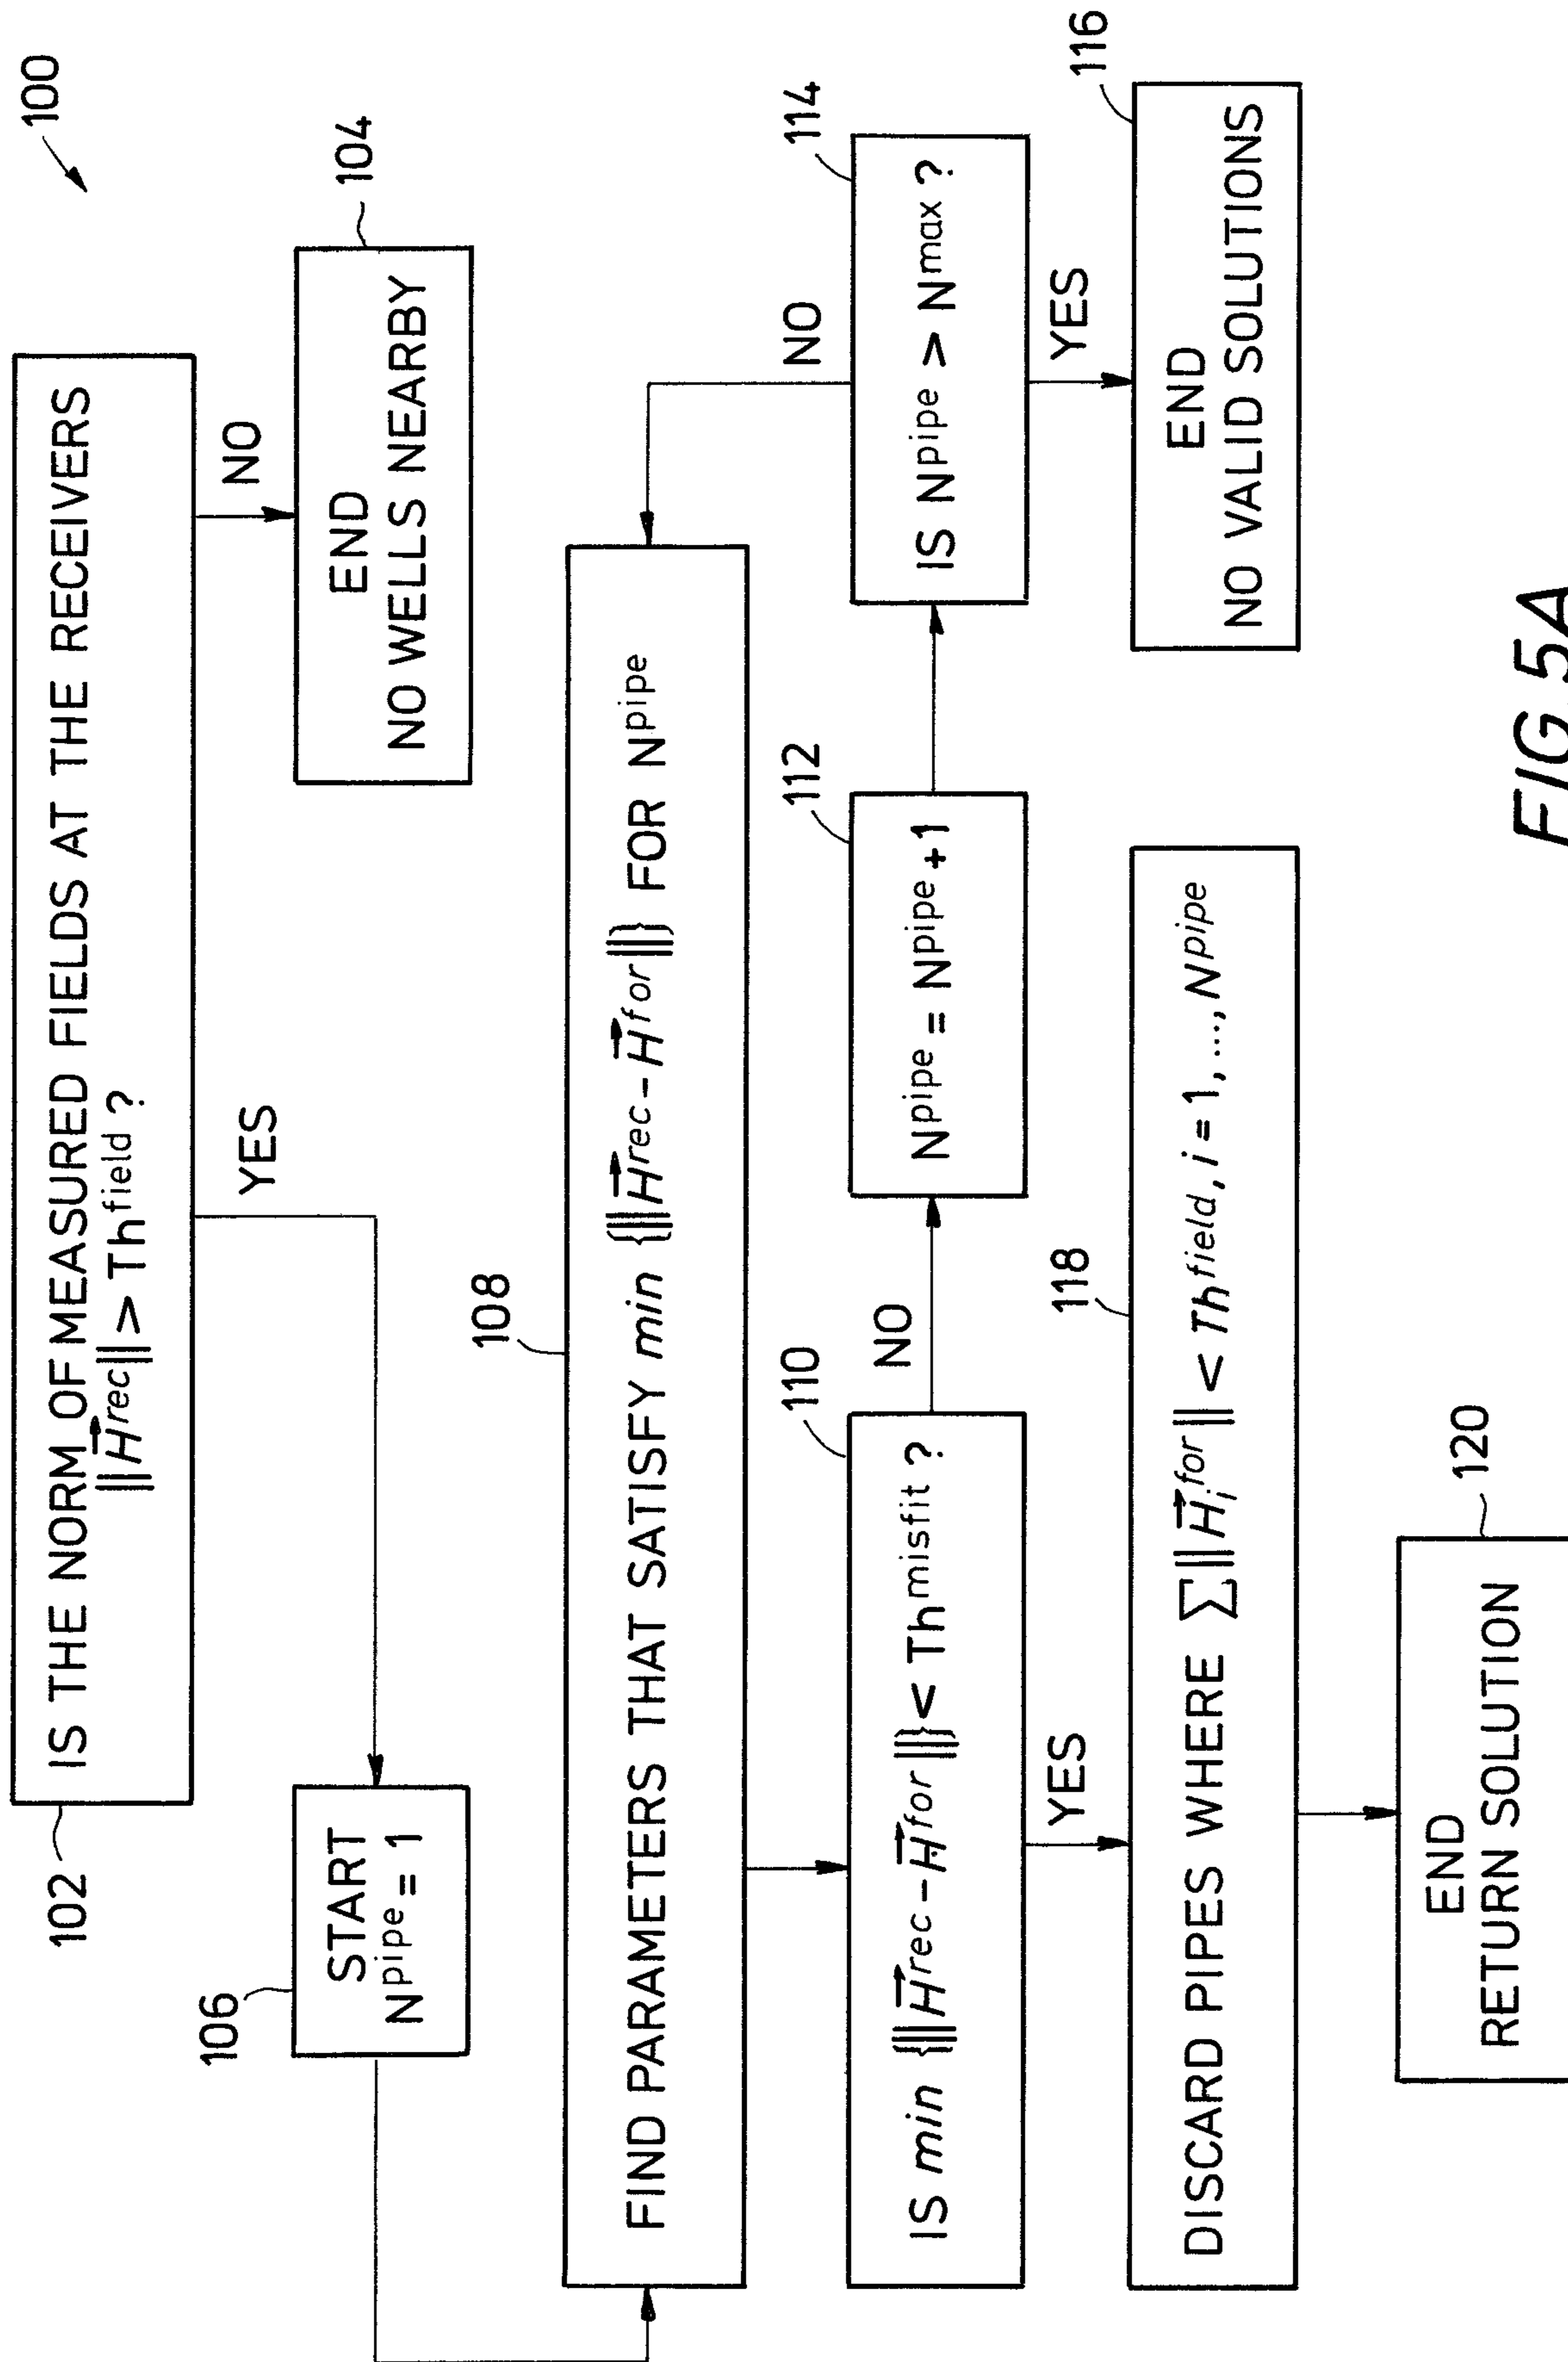 100
102
IS THE NORM OF MEASURED FIELDS AT THE RECEIVERS
‖H⃗^rec‖ > Th^field ?
NO
104
END
NO WELLS NEARBY
YES
106
START
N^pipe = 1
108
FIND PARAMETERS THAT SATISFY min {‖H⃗^rec – H⃗^for‖} FOR N^pipe
110
IS min {‖H⃗^rec – H⃗^for‖} < Th^misfit ?
NO
112
N^pipe = N^pipe + 1
114
IS N^pipe > N^max ?
NO
YES
116
END
NO VALID SOLUTIONS
YES
118
DISCARD PIPES WHERE ∑‖H⃗_i^for‖ < Th^field, i = 1, ..., N^pipe
120
END
RETURN SOLUTION
FIG. 5A